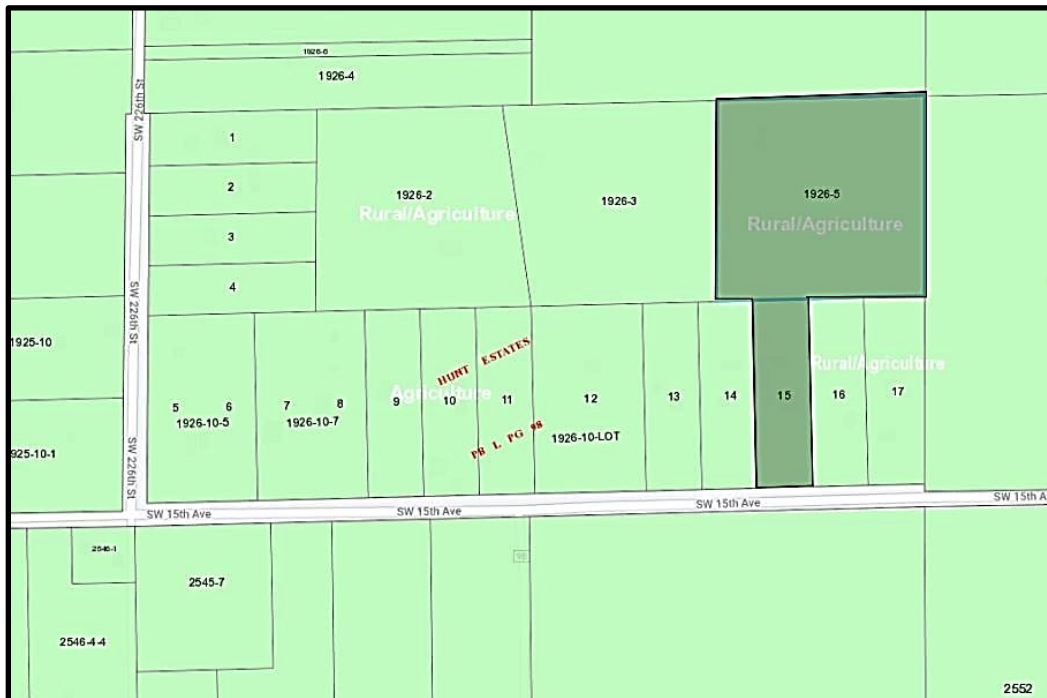 1926-6
1926-4
SW 226th St
1
2
1926-2
1926-3
1926-5
Rural/Agriculture
Rural/Agriculture
3
4
SW 226th St
1925-10
HUNT ESTATES
Rural/Agriculture
Agriculture
5 6
1926-10-5
7 8
1926-10-7
9
10
11
12
13
14
15
16
17
PB L PG 98
1926-10-LOT
925-10-1
SW 226th St
SW 15th Ave
SW 15th Ave
SW 15th Ave
SW 15th A
2546-1
2545-7
2546-4-4
2552